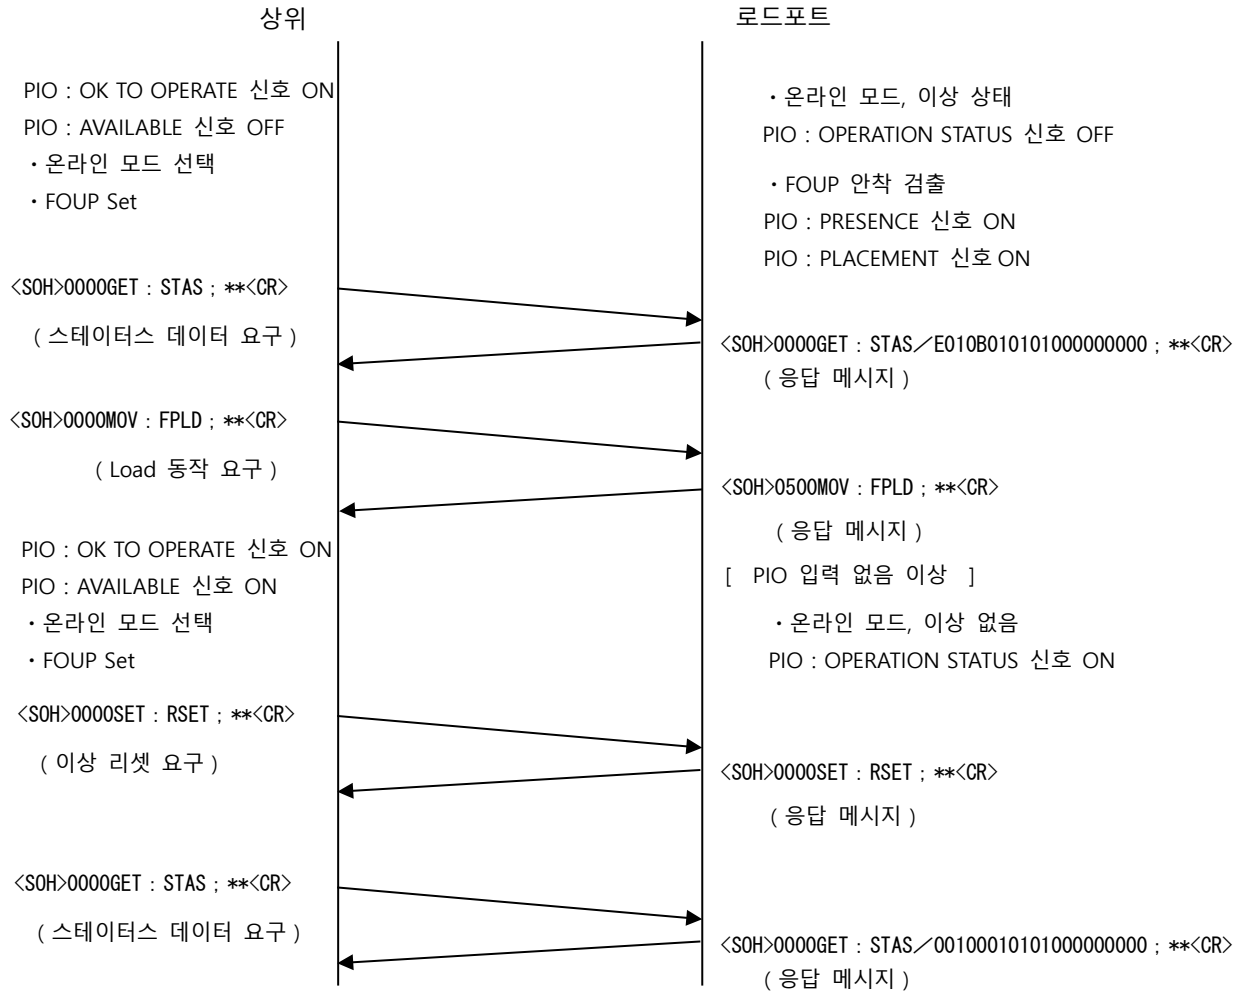 상위
로드포트
PIO : OK TO OPERATE 신호 ON
PIO : AVAILABLE 신호 OFF
・온라인 모드 선택
・FOUP Set
・온라인 모드, 이상 상태
PIO : OPERATION STATUS 신호 OFF
・FOUP 안착 검출
PIO : PRESENCE 신호 ON
PIO : PLACEMENT 신호 ON
<SOH>0000GET : STAS ; **<CR>
( 스테이터스 데이터 요구 )
<SOH>0000GET : STAS／E010B010101000000000 ; **<CR>
( 응답 메시지 )
<SOH>0000MOV : FPLD ; **<CR>
( Load 동작 요구 )
<SOH>0500MOV : FPLD ; **<CR>
( 응답 메시지 )
[ PIO 입력 없음 이상 ]
PIO : OK TO OPERATE 신호 ON
PIO : AVAILABLE 신호 ON
・온라인 모드 선택
・FOUP Set
・온라인 모드, 이상 없음
PIO : OPERATION STATUS 신호 ON
<SOH>0000SET : RSET ; **<CR>
( 이상 리셋 요구 )
<SOH>0000SET : RSET ; **<CR>
( 응답 메시지 )
<SOH>0000GET : STAS ; **<CR>
( 스테이터스 데이터 요구 )
<SOH>0000GET : STAS／00100010101000000000 ; **<CR>
( 응답 메시지 )